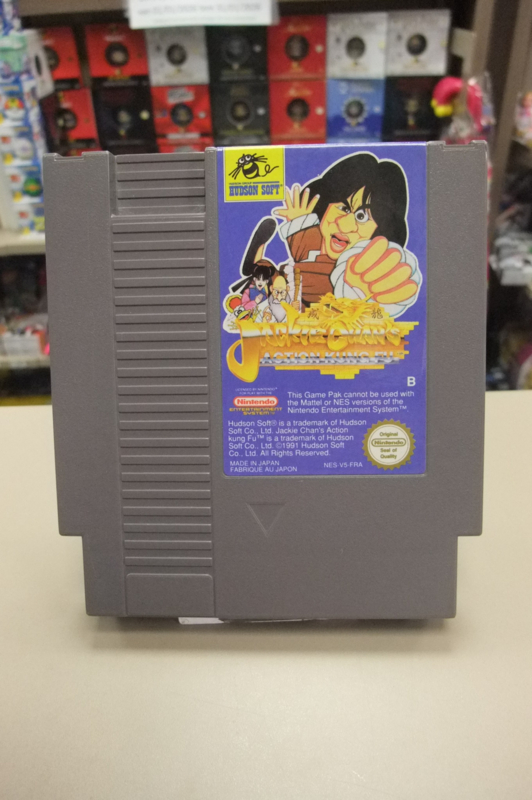 HUDSON SOFT
JACKIE CHAN'S
ACTION KUNG FU
B
Nintendo
ENTERTAINMENT
SYSTEM™
This Game Pak cannot be used with
the Mattel or NES versions of the
Nintendo Entertainment System™.
Hudson Soft® is a trademark of Hudson
Soft Co., Ltd. Jackie Chan's Action
kung Fu™ is a trademark of Hudson
Soft Co., Ltd. ©1991 Hudson Soft
Co., Ltd. All Rights Reserved.
MADE IN JAPAN
FABRIQUE AU JAPON
NES-V5-FRA
Original
Nintendo
Seal of
Quality